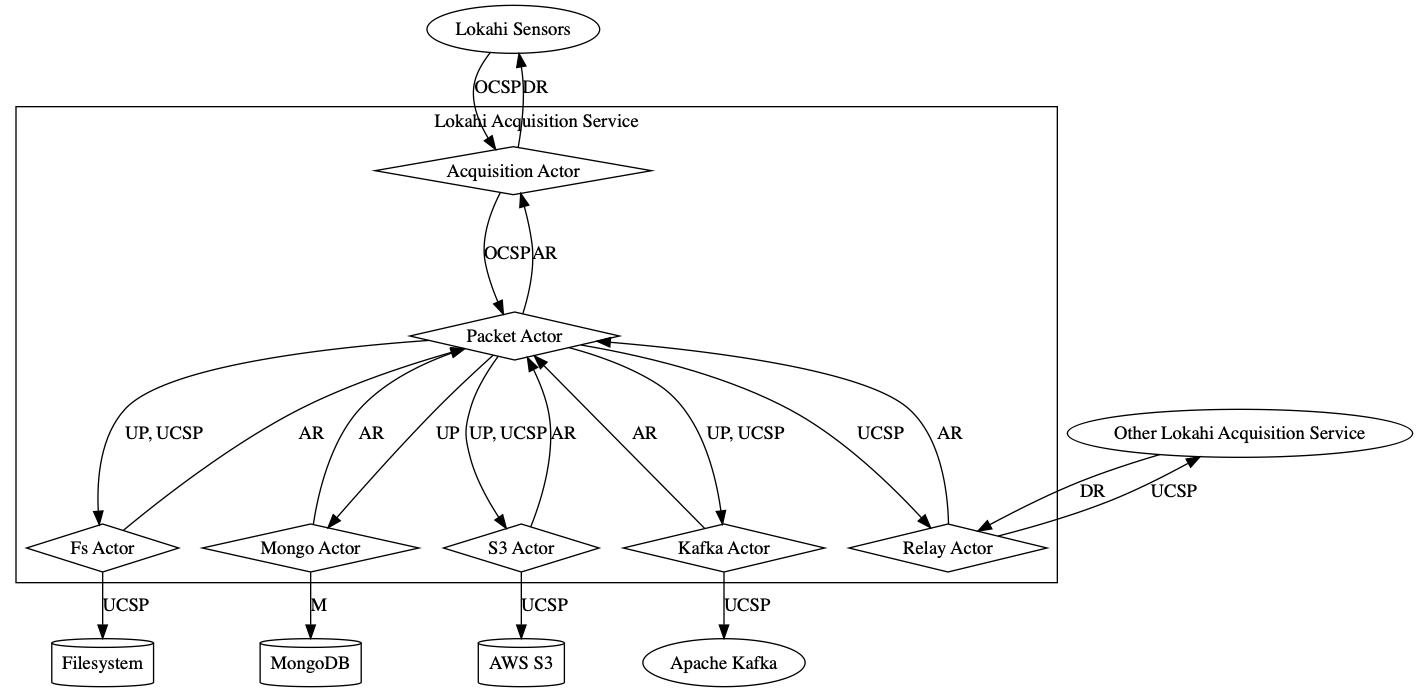 Lokahi Sensors
OCSP DR
Lokahi Acquisition Service
Acquisition Actor
OCSP AR
Packet Actor
UP, UCSP AR AR UP UP, UCSP AR AR UP, UCSP UCSP AR
Other Lokahi Acquisition Service
DR UCSP
Fs Actor Mongo Actor S3 Actor Kafka Actor Relay Actor
UCSP M UCSP UCSP
Filesystem MongoDB AWS S3 Apache Kafka